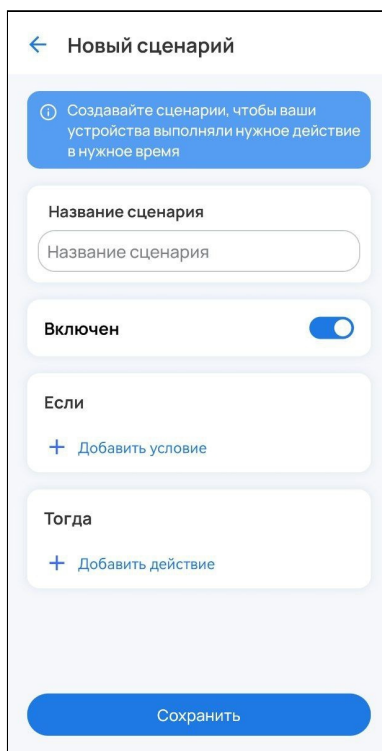 Новый сценарий
Создавайте сценарии, чтобы ваши
устройства выполняли нужное действие
в нужное время
Название сценария
Название сценария
Включен
Если
+ Добавить условие
Тогда
+ Добавить действие
Сохранить